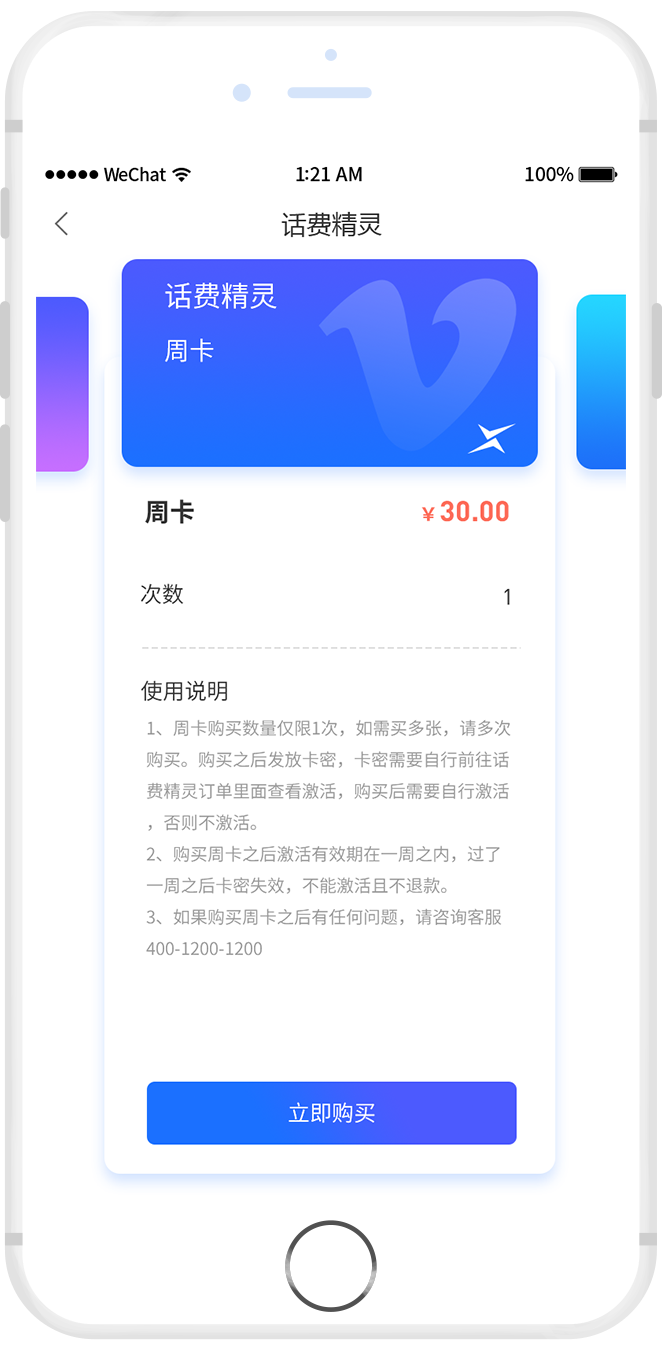 ●●●●● WeChat 1:21 AM 100%
话费精灵
话费精灵
周卡
周卡 ¥30.00
次数 1
使用说明
1、周卡购买数量仅限1次，如需买多张，请多次
购买。购买之后发放卡密，卡密需要自行前往话
费精灵订单里面查看激活，购买后需要自行激活
，否则不激活。
2、购买周卡之后激活有效期在一周之内，过了
一周之后卡密失效，不能激活且不退款。
3、如果购买周卡之后有任何问题，请咨询客服
400-1200-1200
立即购买